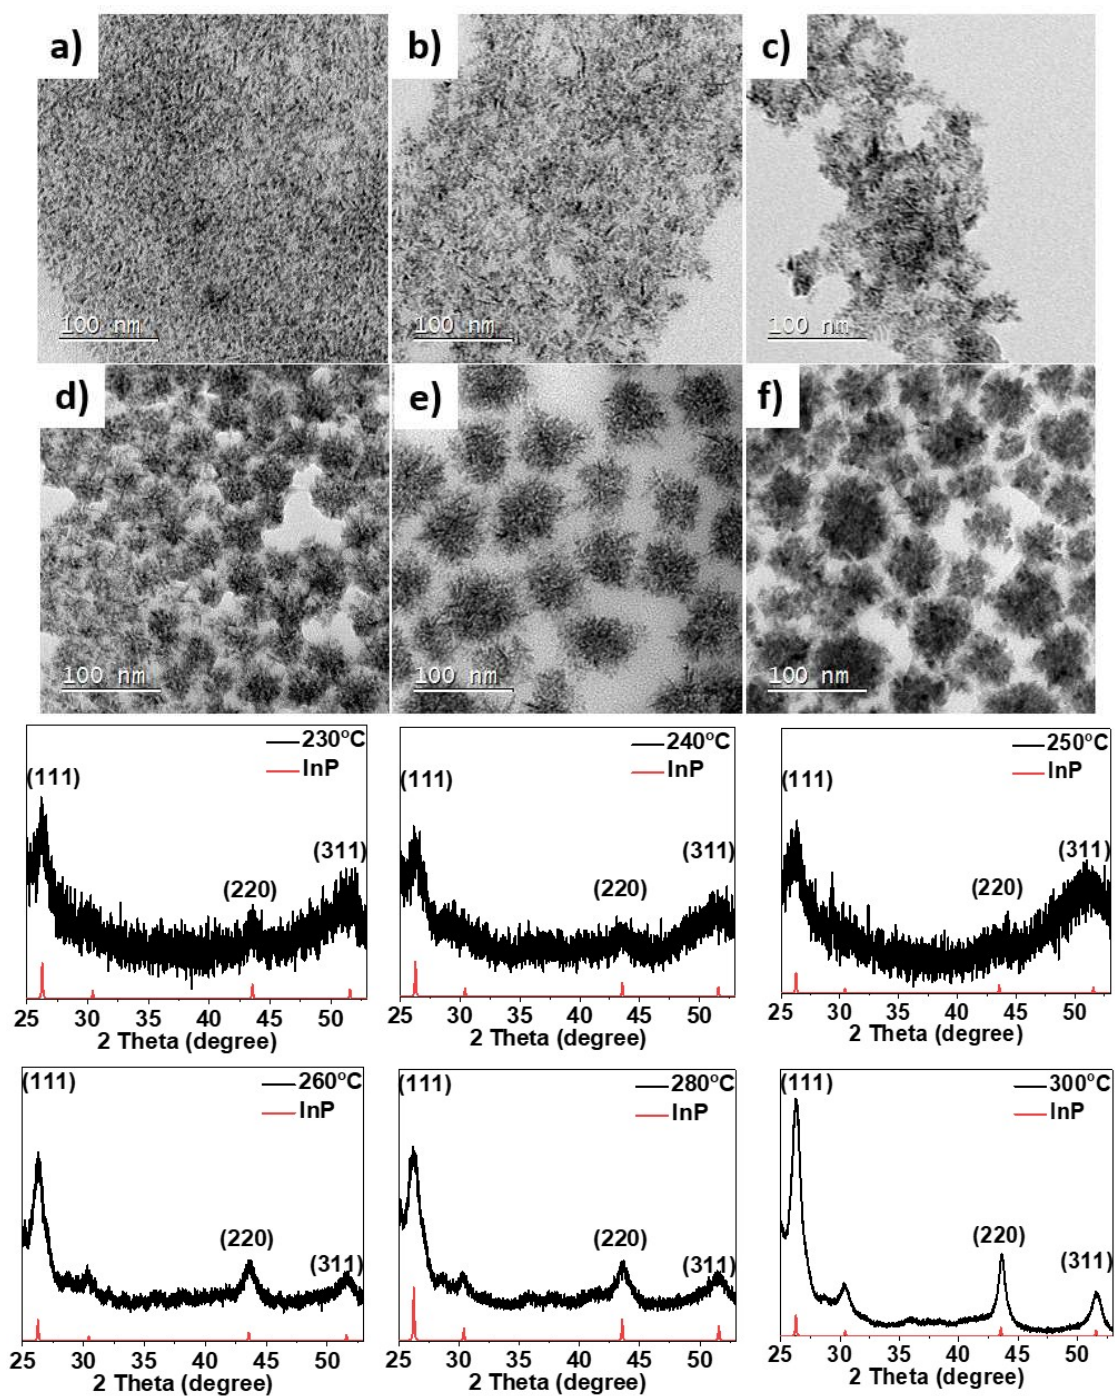 a) b) c)
100 nm 100 nm 100 nm
d) e) f)
100 nm 100 nm 100 nm
230°C 240°C 250°C
InP InP InP
(111) (111) (111)
(311) (311) (311)
(220) (220) (220)
25 30 35 40 45 50 25 30 35 40 45 50 25 30 35 40 45 50
2 Theta (degree) 2 Theta (degree) 2 Theta (degree)
(111) 260°C (111) 280°C (111) 300°C
InP InP InP
(220) (220) (220)
(311) (311) (311)
25 30 35 40 45 50 25 30 35 40 45 50 25 30 35 40 45 50
2 Theta (degree) 2 Theta (degree) 2 Theta (degree)